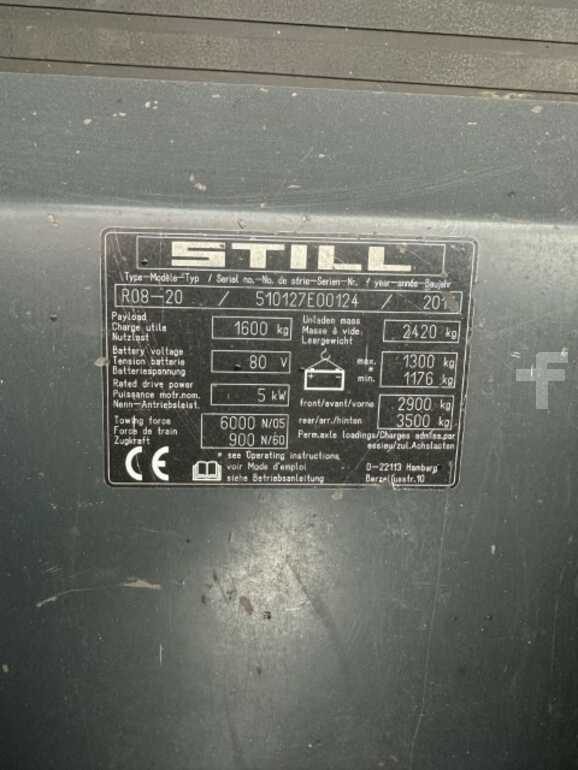 STILL
Type-Modèle-Typ / Serial no.-No. de série-Serien-Nr. / year-année-Baujahr
R08-20 / 510127E00124 /
Payload
Charge utile
Nutzlast
1600 kg
Unladen mass
Masse à vide
Leergewicht
2420 kg
Battery voltage
Tension batterie
Batteriespannung
80 V
max. 1300 kg
*
min. 1176 kg
Rated drive power
Puissance motr.nom.
Nenn-Antriebsleist.
5 kW
front/avant/vorne 2900 kg
rear/arr./hinten 3500 kg
Towing force
Force de train
Zugkraft
6000 N/05
900 N/60
Perm.axle loadings/Charges admiss.par
essieu/zul.Achslasten
CE
* see Operating instructions
voir Mode d'emploi
siehe Betriebsanleitung
D-22113 Hamburg
Berzeliusstr.10
F